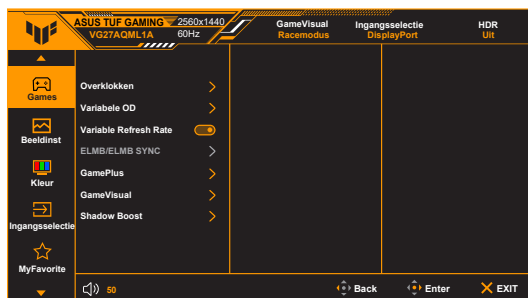 ASUS TUF GAMING
VG27AQML1A
2560x1440
60Hz
GameVisual
Racemodus
Ingangsselectie
DisplayPort
HDR
Uit
Games
Beeldinst
Kleur
Ingangsselectie
MyFavorite
Overklokken
Variabele OD
Variable Refresh Rate
ELMB/ELMB SYNC
GamePlus
GameVisual
Shadow Boost
50
Back
Enter
EXIT